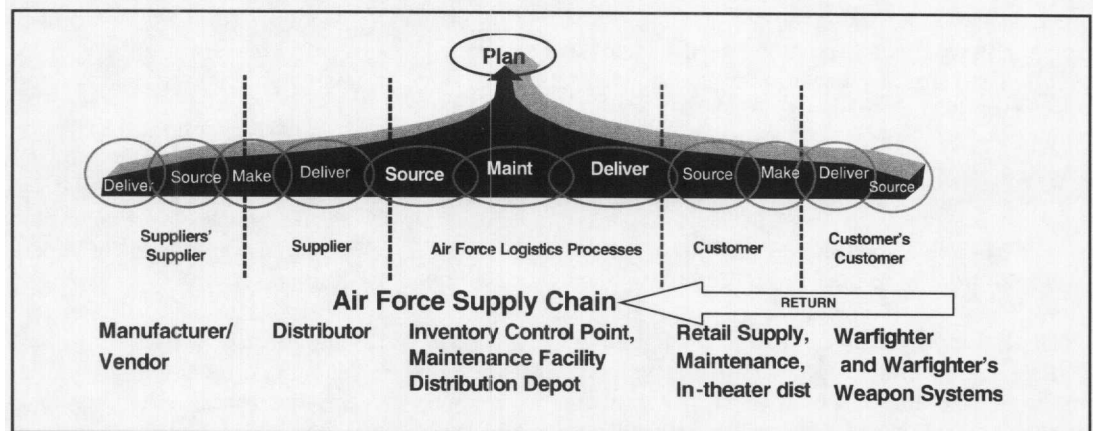 Plan
Deliver Source Make Deliver Source Maint Deliver Source Make Deliver Source
Suppliers'
Supplier
Supplier
Air Force Logistics Processes
Customer
Customer's
Customer
Air Force Supply Chain
RETURN
Manufacturer/
Vendor
Distributor
Inventory Control Point,
Maintenance Facility
Distribution Depot
Retail Supply,
Maintenance,
In-theater dist
Warfighter
and Warfighter's
Weapon Systems